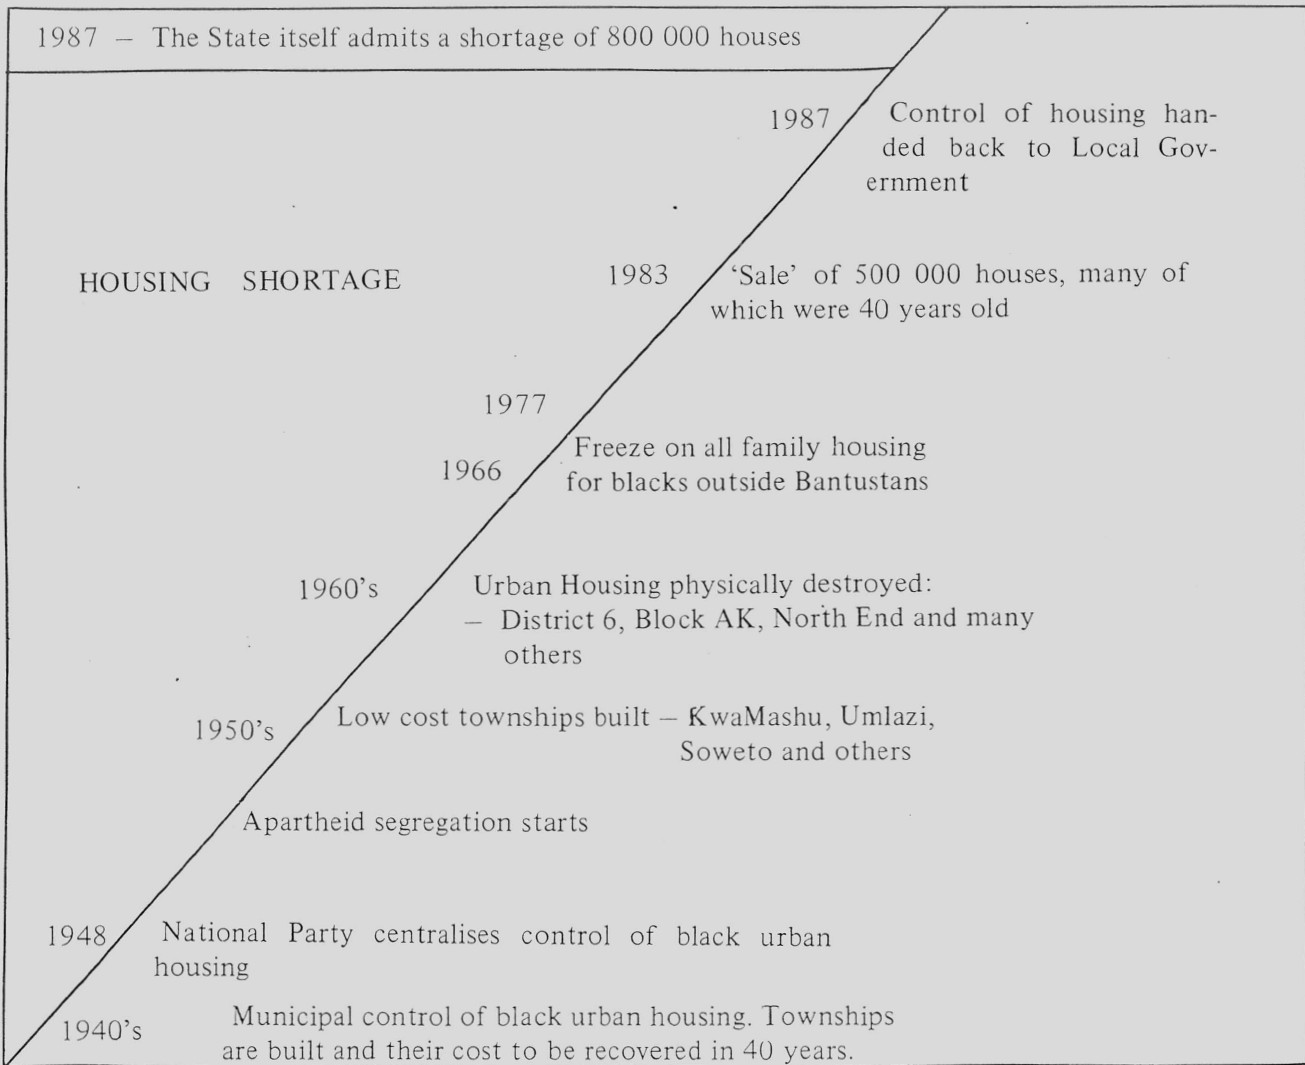 1987 – The State itself admits a shortage of 800 000 houses
1987 Control of housing han-
ded back to Local Gov-
ernment
HOUSING SHORTAGE
1983 ‘Sale’ of 500 000 houses, many of
which were 40 years old
1977
Freeze on all family housing
1966 for blacks outside Bantustans
1960’s Urban Housing physically destroyed:
– District 6, Block AK, North End and many
others
1950’s Low cost townships built – KwaMashu, Umlazi,
Soweto and others
Apartheid segregation starts
1948 National Party centralises control of black urban
housing
1940’s Municipal control of black urban housing. Townships
are built and their cost to be recovered in 40 years.